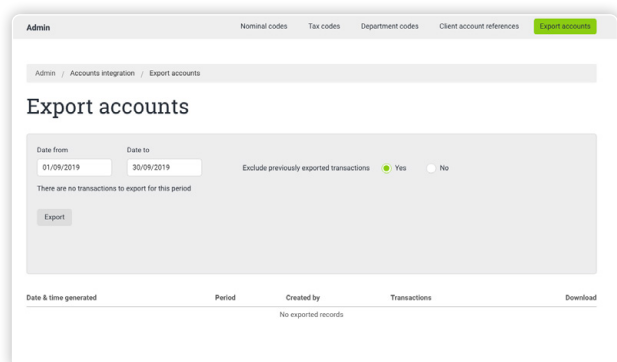 Admin Nominal codes Tax codes Department codes Client account references Export accounts
Admin / Accounts integration / Export accounts
Export accounts
Date from Date to
01/09/2019 30/09/2019 Exclude previously exported transactions Yes No
There are no transactions to export for this period
Export
Date & time generated Period Created by Transactions Download
No exported records